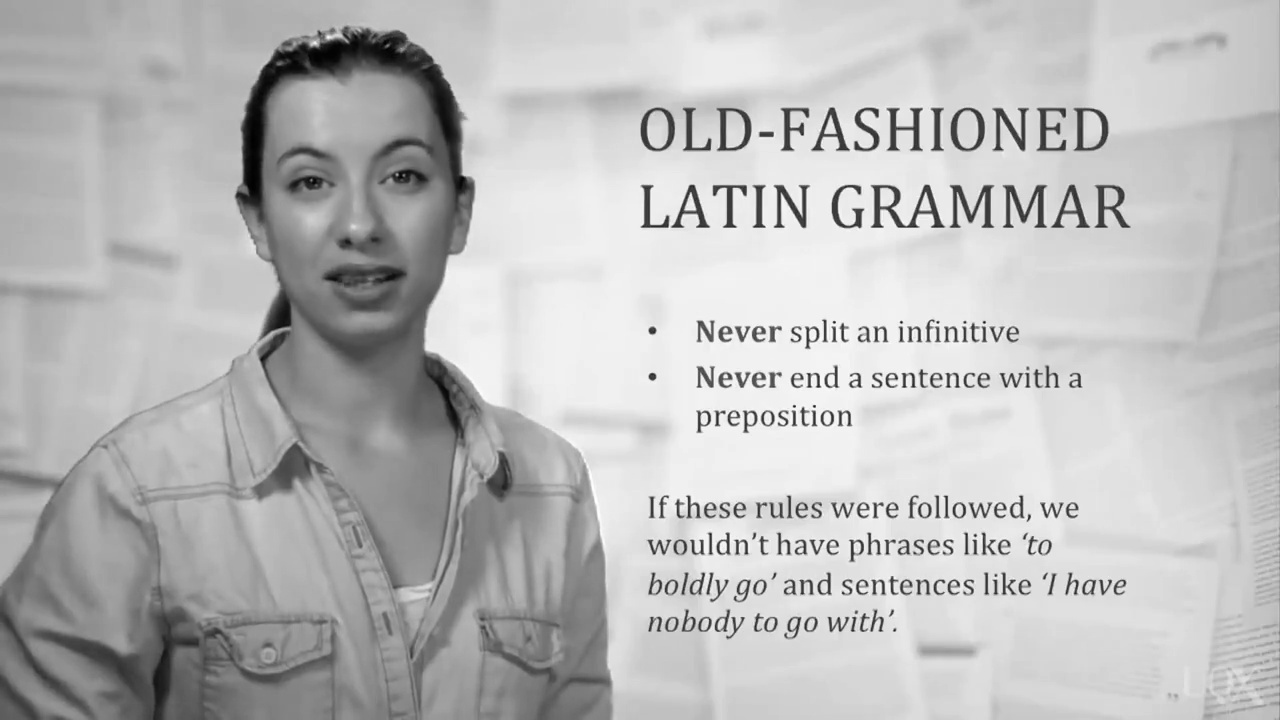 OLD-FASHIONED
LATIN GRAMMAR
• Never split an infinitive
• Never end a sentence with a
preposition
If these rules were followed, we
wouldn’t have phrases like ‘to
boldly go’ and sentences like ‘I have
nobody to go with’.